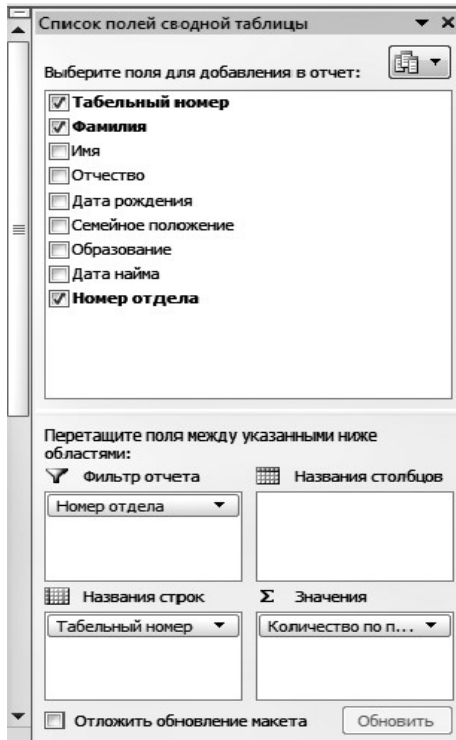 Список полей сводной таблицы
Выберите поля для добавления в отчет:
Табельный номер
Фамилия
Имя
Отчество
Дата рождения
Семейное положение
Образование
Дата найма
Номер отдела
Перетащите поля между указанными ниже
областями:
Фильтр отчета
Названия столбцов
Номер отдела
Названия строк
Σ Значения
Табельный номер
Количество по п...
Отложить обновление макета
Обновить